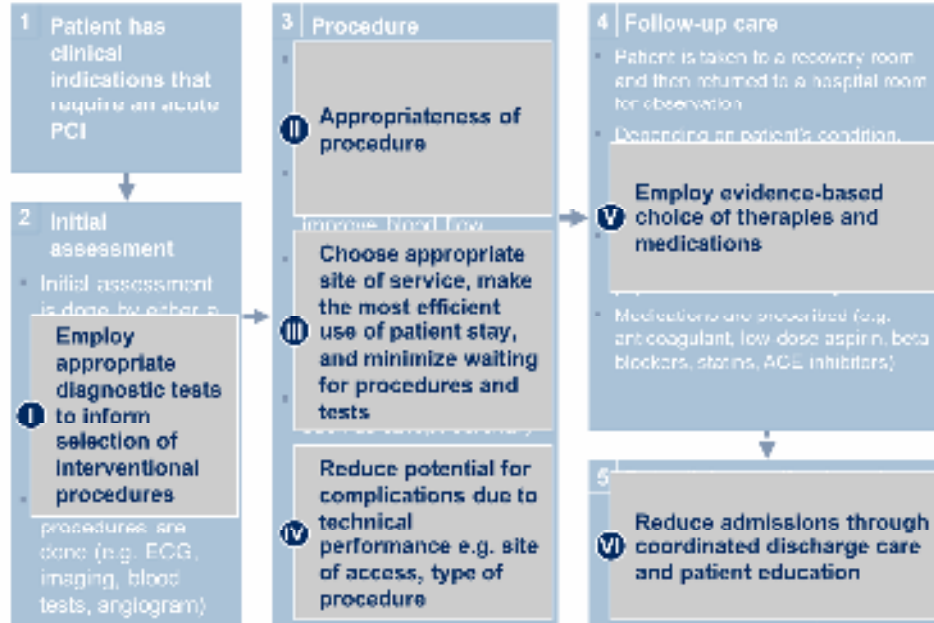 1 Patient has
clinical
indications that
require an acute
PCI
2 Initial
assessment
Initial assessment
is done by either a
I
Employ
appropriate
diagnostic tests
to inform
selection of
interventional
procedures
procedures are
done (e.g. ECG,
imaging, blood
tests, angiogram)
3 Procedure
II
Appropriateness of
procedure
improve blood flow
III
Choose appropriate
site of service, make
the most efficient
use of patient stay,
and minimize waiting
for procedures and
tests
IV
Reduce potential for
complications due to
technical
performance e.g. site
of access, type of
procedure
4 Follow-up care
Patient is taken to a recovery room
and then returned to a hospital room
for observation
Depending on patient's condition,
V
Employ evidence-based
choice of therapies and
medications
Medications are prescribed (e.g.
anticoagulant, low-dose aspirin, beta
blockers, statins, ACE inhibitors)
5
VI
Reduce admissions through
coordinated discharge care
and patient education